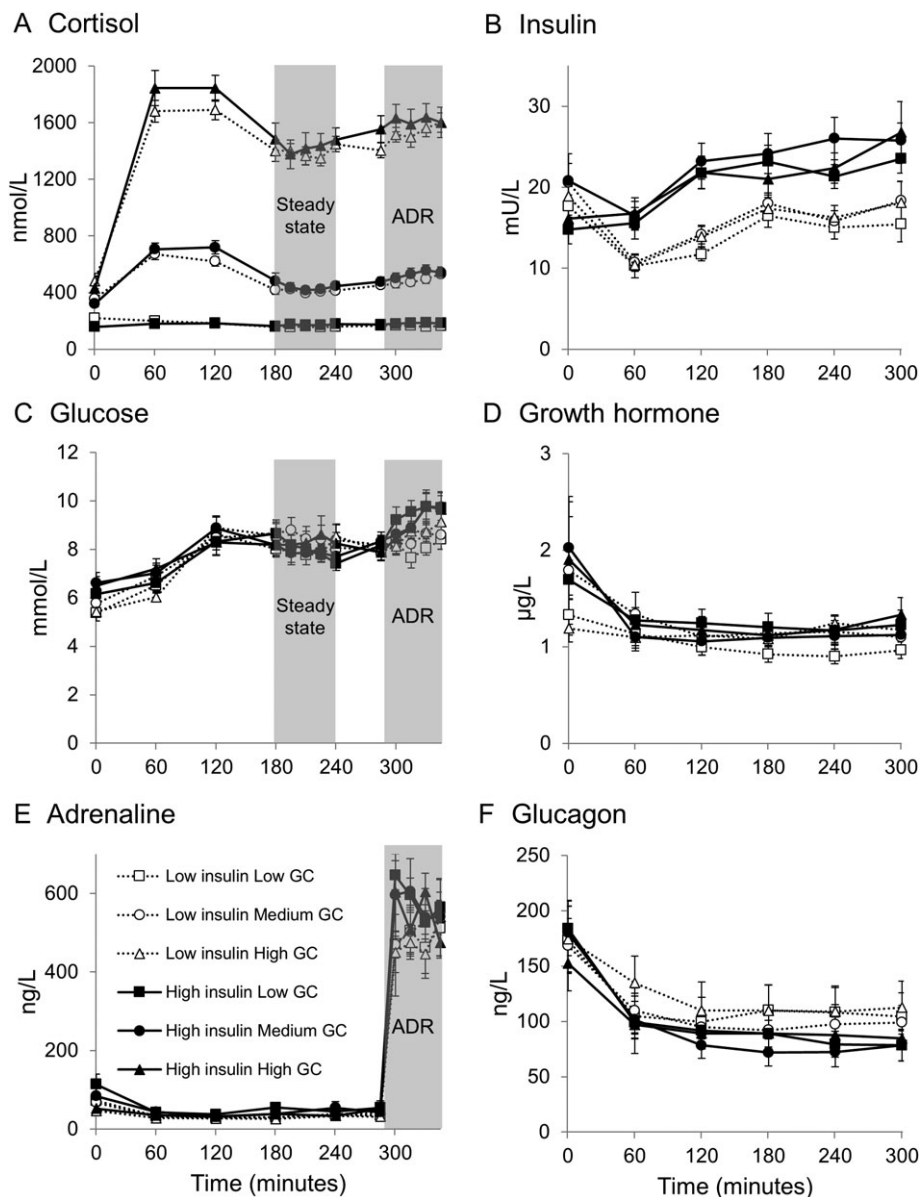 A Cortisol
2000
1600
1200
800
400
0
nmol/L
Steady
state
ADR
0 60 120 180 240 300
B Insulin
30
20
10
0
mU/L
0 60 120 180 240 300
C Glucose
12
10
8
6
4
2
0
mmol/L
Steady
state
ADR
0 60 120 180 240 300
D Growth hormone
3
2
1
0
µg/L
0 60 120 180 240 300
E Adrenaline
600
400
200
0
ng/L
Low insulin Low GC
Low insulin Medium GC
Low insulin High GC
High insulin Low GC
High insulin Medium GC
High insulin High GC
ADR
0 60 120 180 240 300
Time (minutes)
F Glucagon
250
200
150
100
50
0
ng/L
0 60 120 180 240 300
Time (minutes)